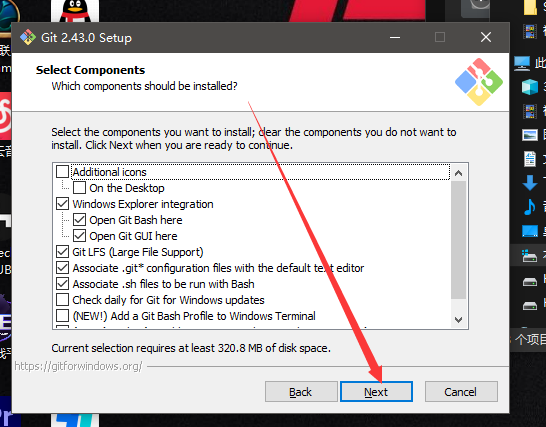 Git 2.43.0 Setup
Select Components
Which components should be installed?
Select the components you want to install; clear the components you do not want to
install. Click Next when you are ready to continue.
Additional icons
On the Desktop
Windows Explorer integration
Open Git Bash here
Open Git GUI here
Git LFS (Large File Support)
Associate .git* configuration files with the default text editor
Associate .sh files to be run with Bash
Check daily for Git for Windows updates
(NEW!) Add a Git Bash Profile to Windows Terminal
Current selection requires at least 320.8 MB of disk space.
https://gitforwindows.org/
Back
Next
Cancel
个项目